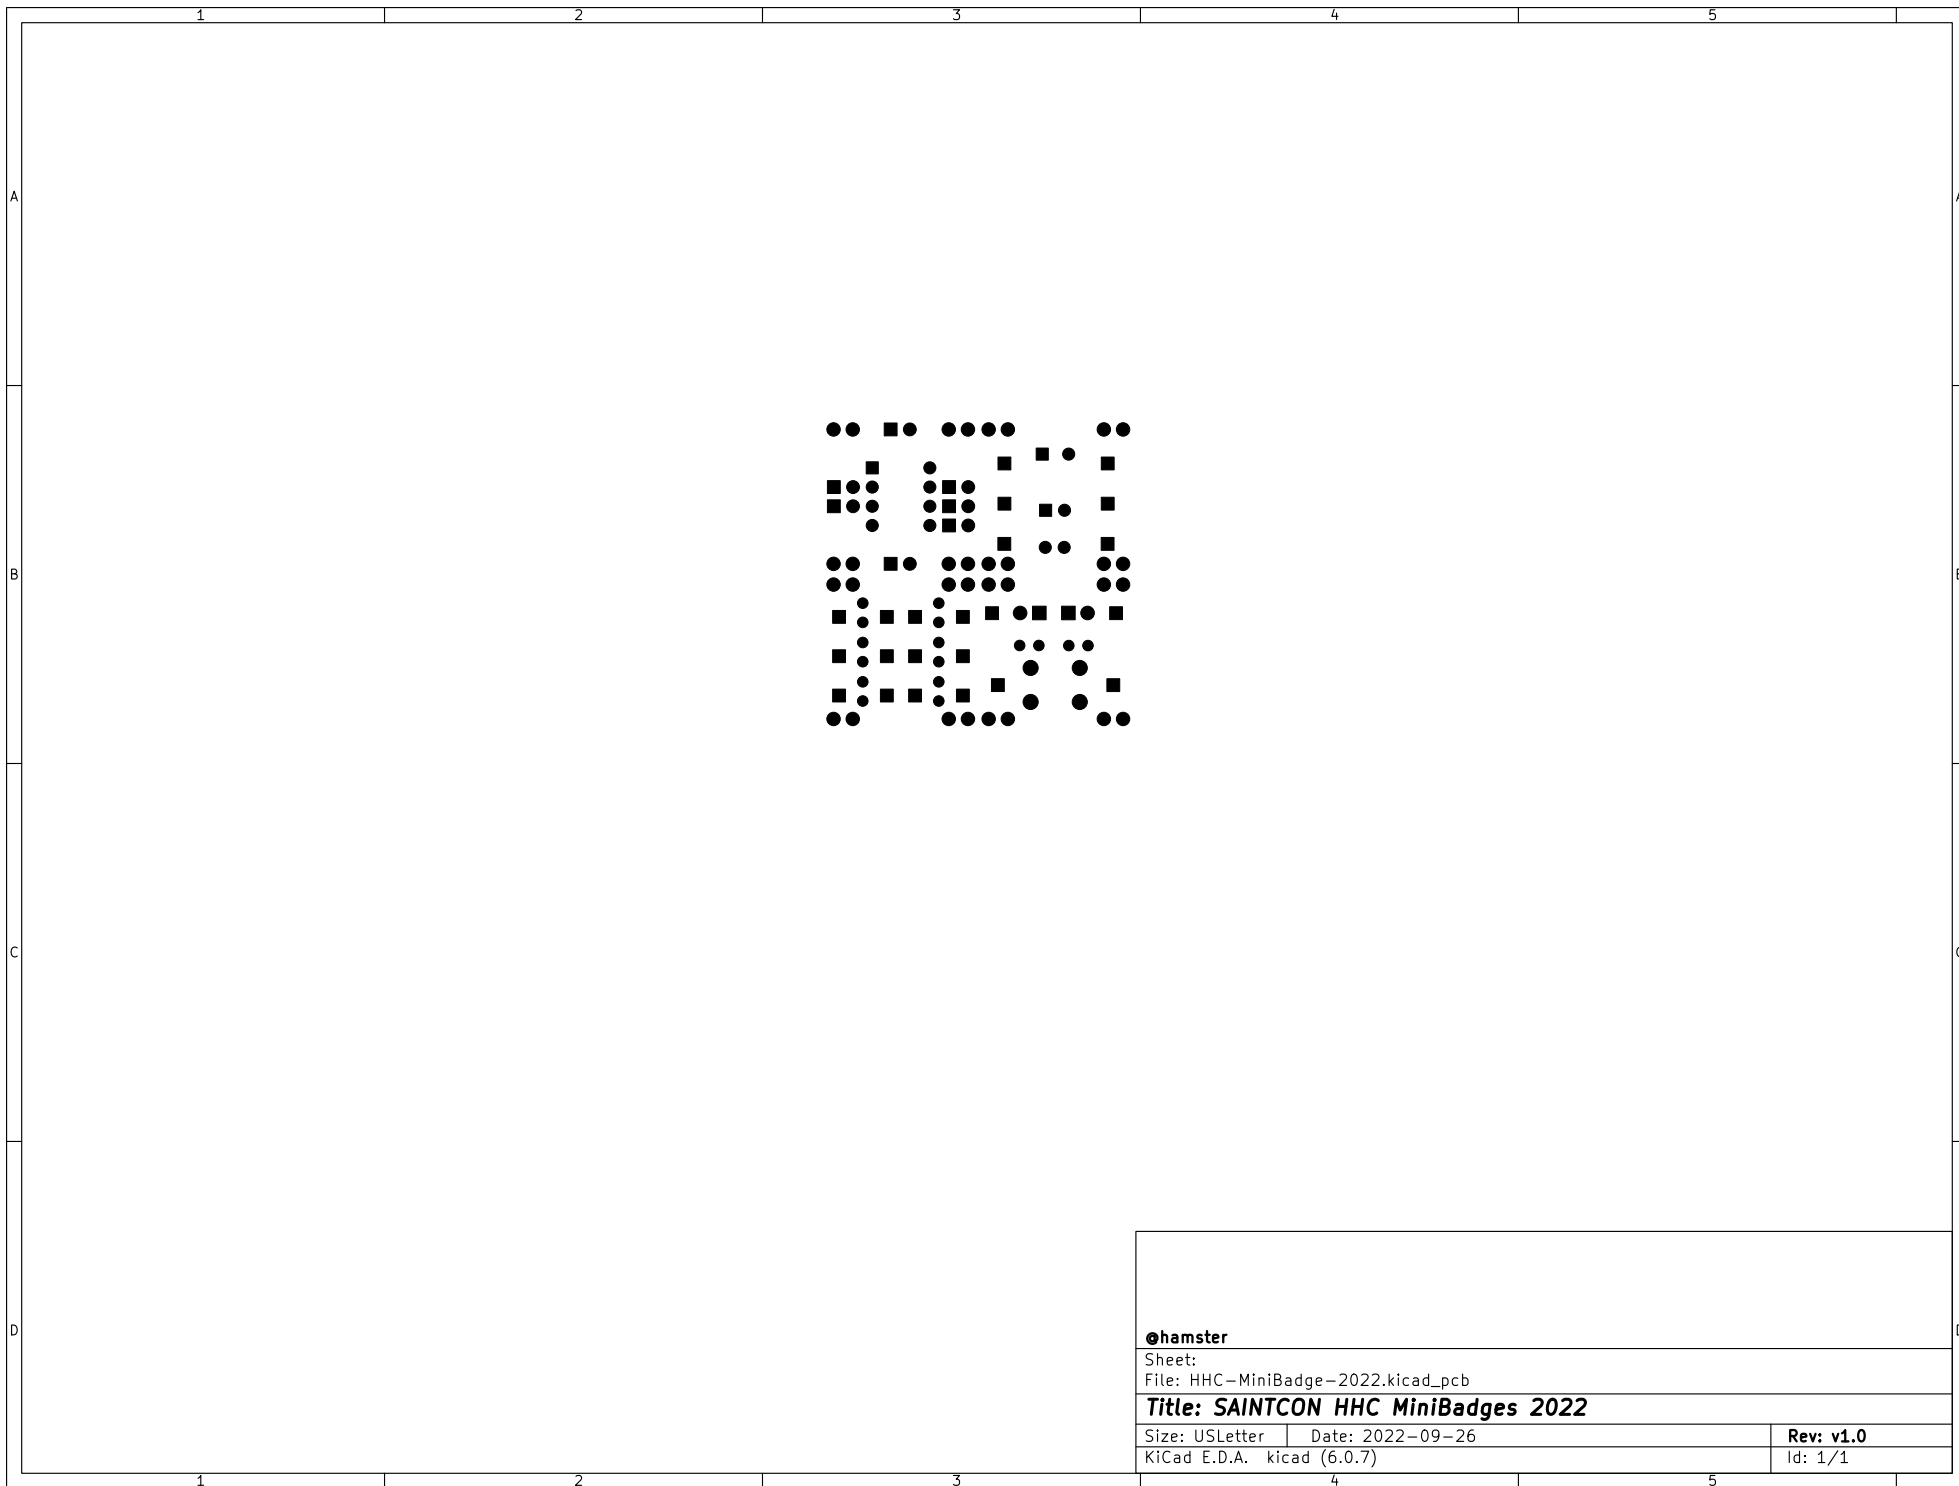 1 2 3 4 5
A A
B
B
C
C
D
D
@hamster
Sheet:
File: HHC-MiniBadge-2022.kicad_pcb
Title: SAINTCON HHC MiniBadges 2022
Size: USLetter Date: 2022-09-26 Rev: v1.0
KiCad E.D.A. kicad (6.0.7) Id: 1/1
1 2 3 4 5